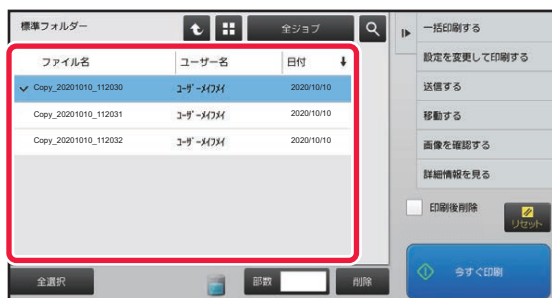 標準フォルダー
全ジョブ
ファイル名 ユーザー名 日付
Copy_20201010_112030 ユーザーメイフメイ 2020/10/10
Copy_20201010_112031 ユーザーメイフメイ 2020/10/10
Copy_20201010_112032 ユーザーメイフメイ 2020/10/10
全選択
部数
削除
一括印刷する
設定を変更して印刷する
送信する
移動する
画像を確認する
詳細情報を見る
印刷後削除
リセット
今すぐ印刷